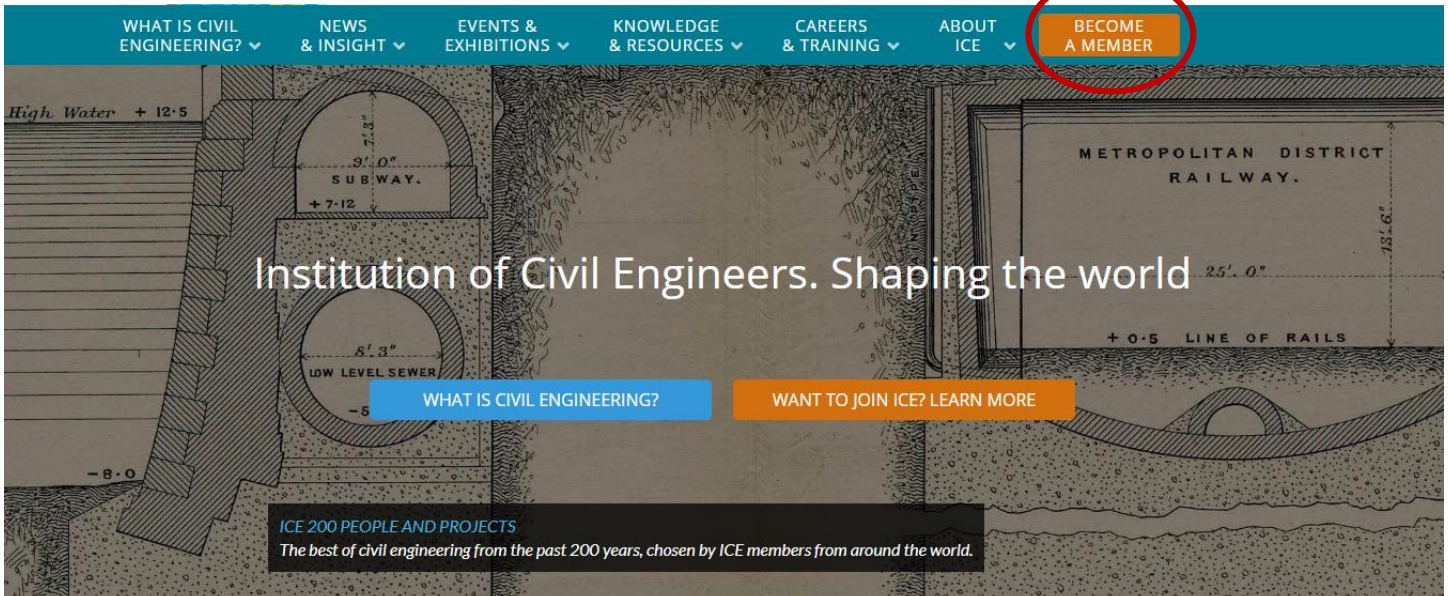 WHAT IS CIVIL
ENGINEERING?
NEWS
& INSIGHT
EVENTS &
EXHIBITIONS
KNOWLEDGE
& RESOURCES
CAREERS
& TRAINING
ABOUT
ICE
BECOME
A MEMBER
High Water + 12·5
7'. 3"
9'. 0"
SUBWAY.
+ 7·12
METROPOLITAN DISTRICT
RAILWAY.
13'. 6"
25'. 0"
Institution of Civil Engineers. Shaping the world
+ 0·5 LINE OF RAILS
8'. 3"
LOW LEVEL SEWER
-5
WHAT IS CIVIL ENGINEERING?
WANT TO JOIN ICE? LEARN MORE
-8·0
ICE 200 PEOPLE AND PROJECTS
The best of civil engineering from the past 200 years, chosen by ICE members from around the world.